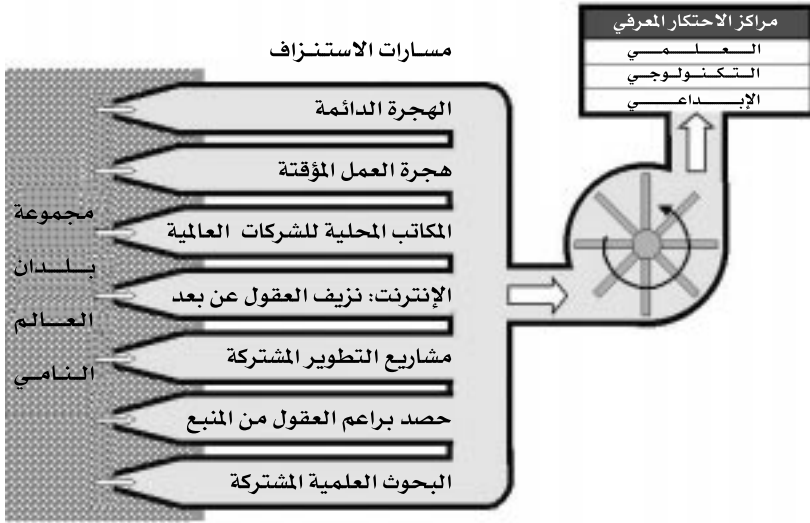 مراكز الاحتكار المعرفي
العلمي
التكنولوجي
الإبداعي
مسارات الاستنزاف
الهجرة الدائمة
هجرة العمل المؤقتة
المكاتب المحلية للشركات العالمية
الإنترنت: نزيف العقول عن بعد
مشاريع التطوير المشتركة
حصد براعم العقول من المنبع
البحوث العلمية المشتركة
مجموعة
بلدان
العالم
النامي